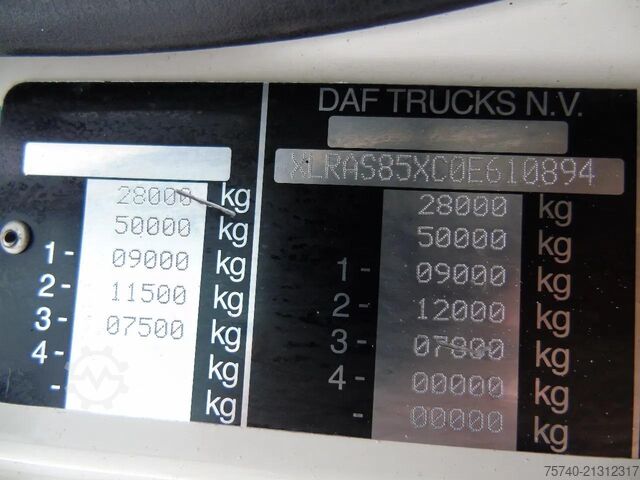 DAF TRUCKS N.V.
XLRAS85XC0E610894
28000 kg
50000 kg
1- 09000 kg
2- 11500 kg
3- 07500 kg
4- kg
- kg
28000 kg
50000 kg
1- 09000 kg
2- 12000 kg
3- 07800 kg
4- 00000 kg
- 00000 kg
75740-21312317